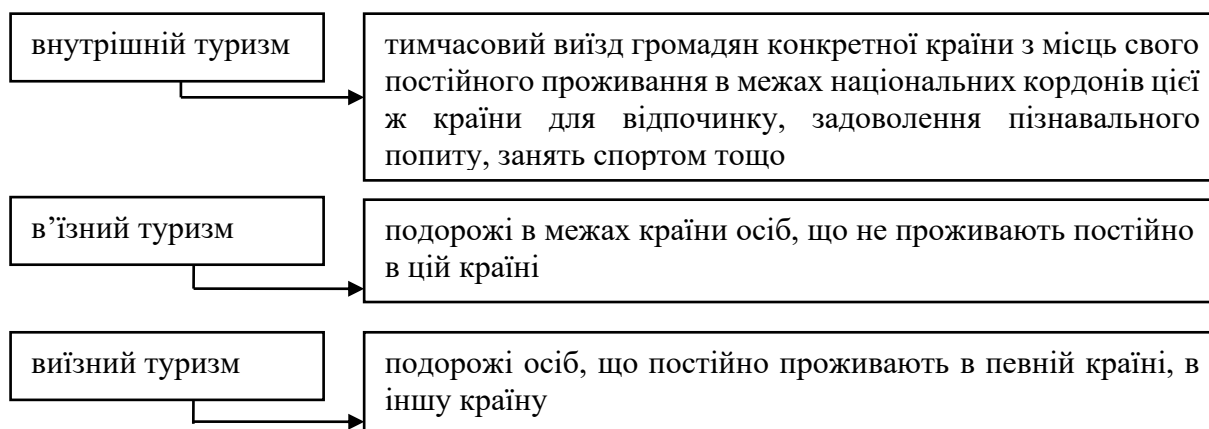 внутрішній туризм
тимчасовий виїзд громадян конкретної країни з місць свого
постійного проживання в межах національних кордонів цієї
ж країни для відпочинку, задоволення пізнавального
попиту, занять спортом тощо
в’їзний туризм
подорожі в межах країни осіб, що не проживають постійно
в цій країні
виїзний туризм
подорожі осіб, що постійно проживають в певній країні, в
іншу країну